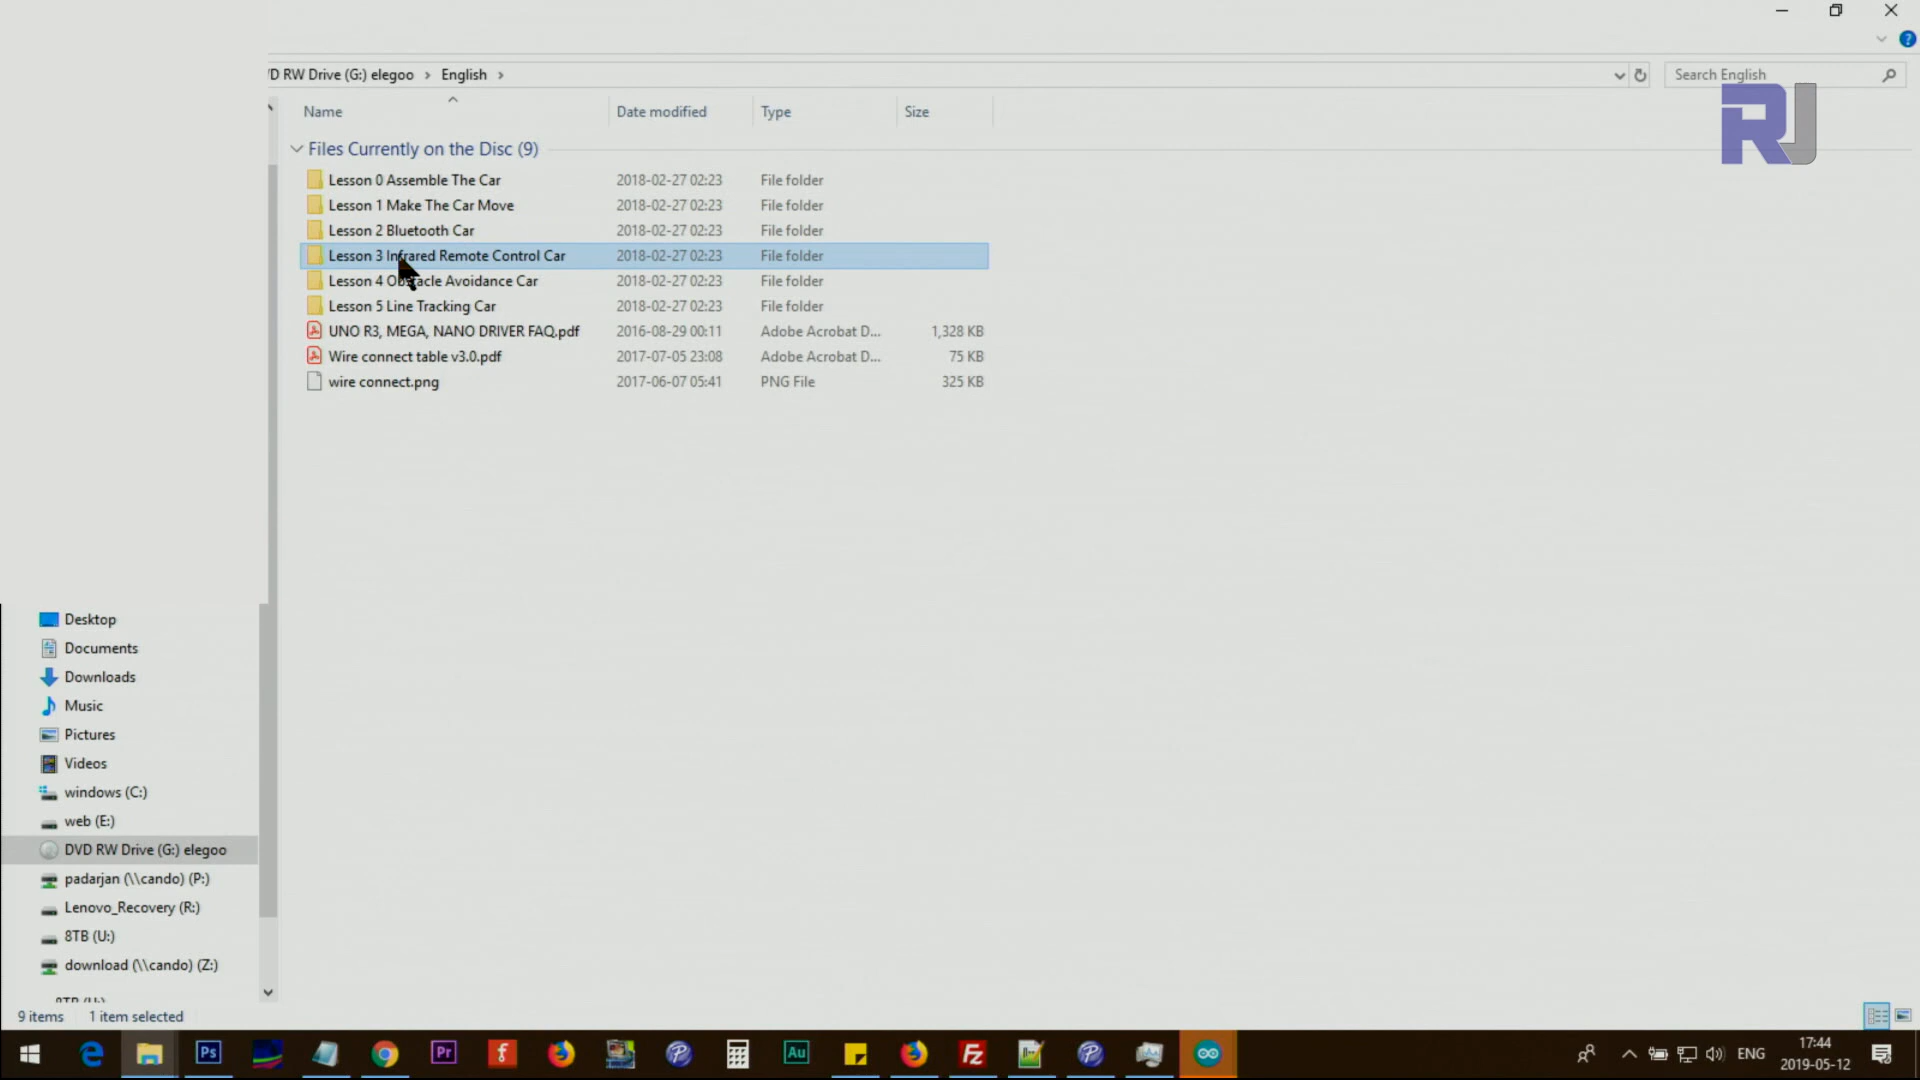 D RW Drive (G:) elegoo › English ›
Search English
RJ
Name Date modified Type Size
Files Currently on the Disc (9)
Lesson 0 Assemble The Car 2018-02-27 02:23 File folder
Lesson 1 Make The Car Move 2018-02-27 02:23 File folder
Lesson 2 Bluetooth Car 2018-02-27 02:23 File folder
Lesson 3 Infrared Remote Control Car 2018-02-27 02:23 File folder
Lesson 4 Obstacle Avoidance Car 2018-02-27 02:23 File folder
Lesson 5 Line Tracking Car 2018-02-27 02:23 File folder
UNO R3, MEGA, NANO DRIVER FAQ.pdf 2016-08-29 00:11 Adobe Acrobat D... 1,328 KB
Wire connect table v3.0.pdf 2017-07-05 23:08 Adobe Acrobat D... 75 KB
wire connect.png 2017-06-07 05:41 PNG File 325 KB
Desktop
Documents
Downloads
Music
Pictures
Videos
windows (C:)
web (E:)
DVD RW Drive (G:) elegoo
padarjan (\\cando) (P:)
Lenovo_Recovery (R:)
8TB (U:)
download (\\cando) (Z:)
8TB (U:)
9 items 1 item selected
Ps Pr Au Fz ENG 17:44
2019-05-12